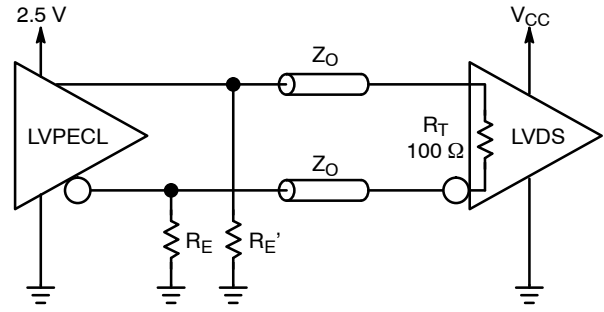 2.5 V
VCC
ZO
LVPECL
RT
100 Ω
LVDS
ZO
RE
RE'